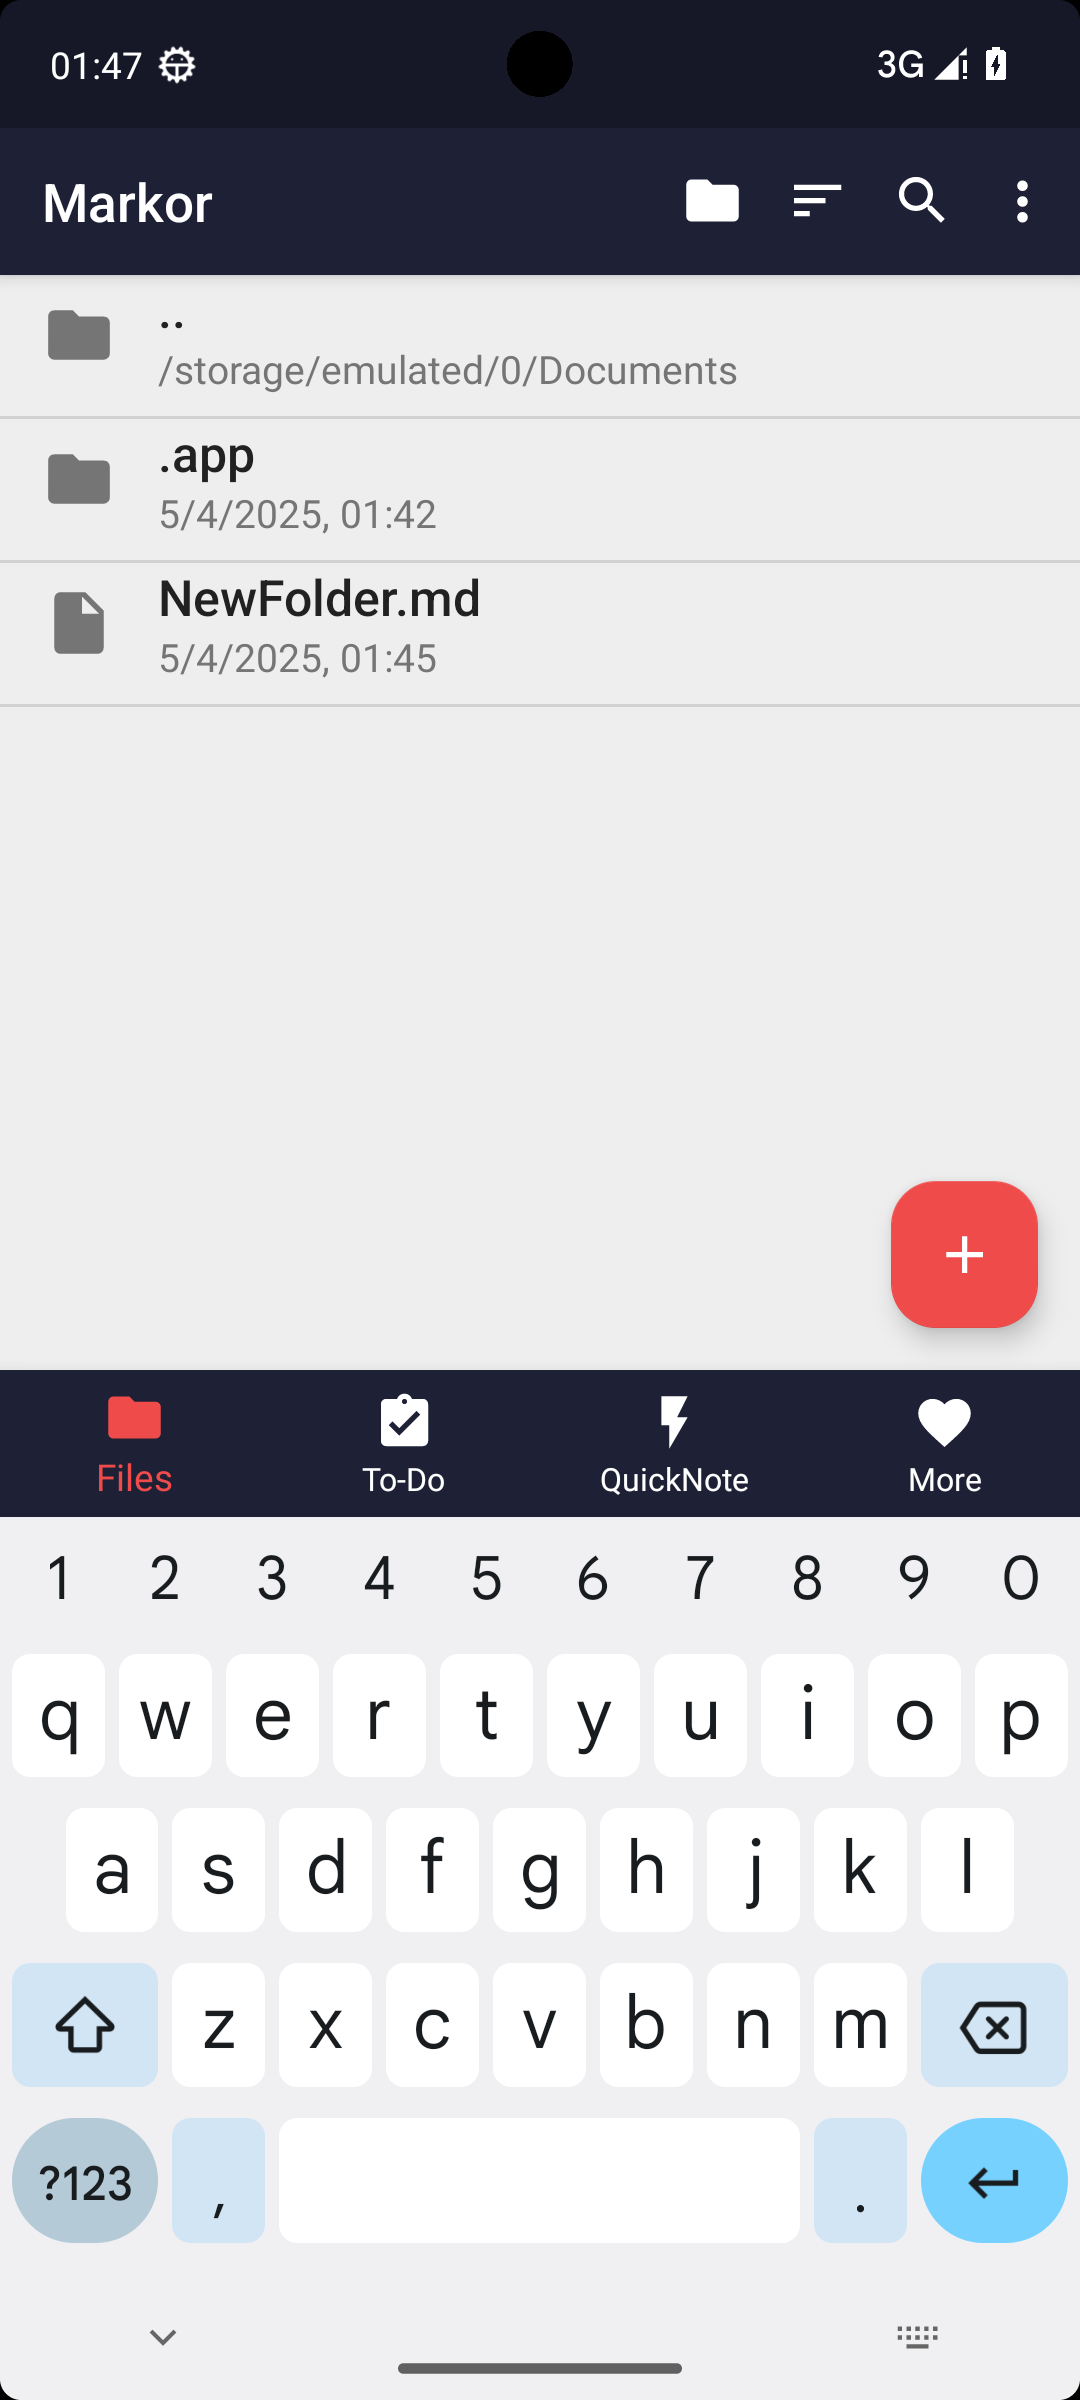 01:47
3G
Markor
..
/storage/emulated/0/Documents
.app
5/4/2025, 01:42
NewFolder.md
5/4/2025, 01:45
Files
To-Do
QuickNote
More
1 2 3 4 5 6 7 8 9 0
q w e r t y u i o p
a s d f g h j k l
z x c v b n m
?123 , .